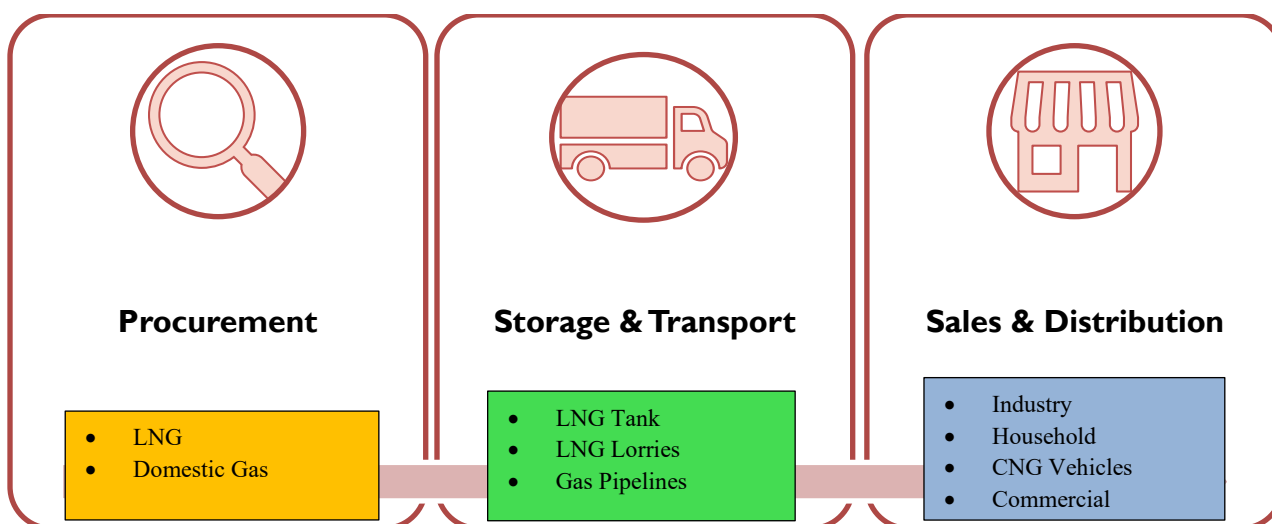 Procurement
• LNG
• Domestic Gas
Storage & Transport
• LNG Tank
• LNG Lorries
• Gas Pipelines
Sales & Distribution
• Industry
• Household
• CNG Vehicles
• Commercial